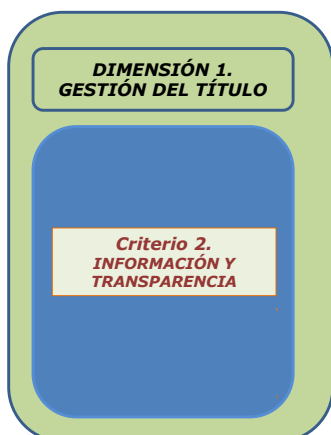 DIMENSIÓN 1.
GESTIÓN DEL TÍTULO
Criterio 2.
INFORMACIÓN Y
TRANSPARENCIA